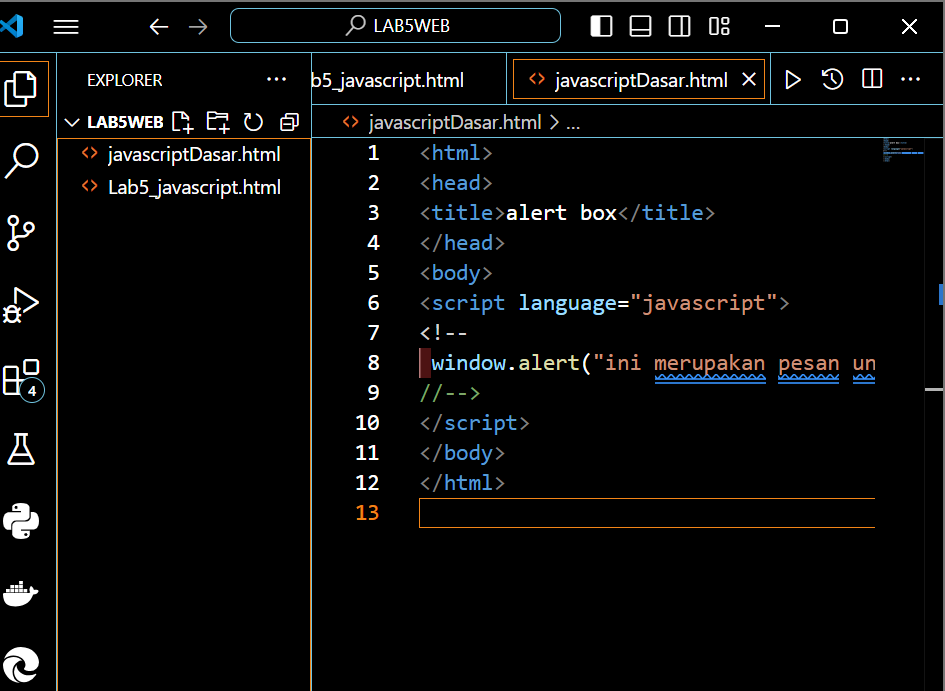 LAB5WEB
EXPLORER
LAB5WEB
javascriptDasar.html
Lab5_javascript.html
4
b5_javascript.html
javascriptDasar.html
javascriptDasar.html > ...
1 <html>
2 <head>
3 <title>alert box</title>
4 </head>
5 <body>
6 <script language="javascript">
7 <!--
8 window.alert("ini merupakan pesan un
9 //-->
10 </script>
11 </body>
12 </html>
13